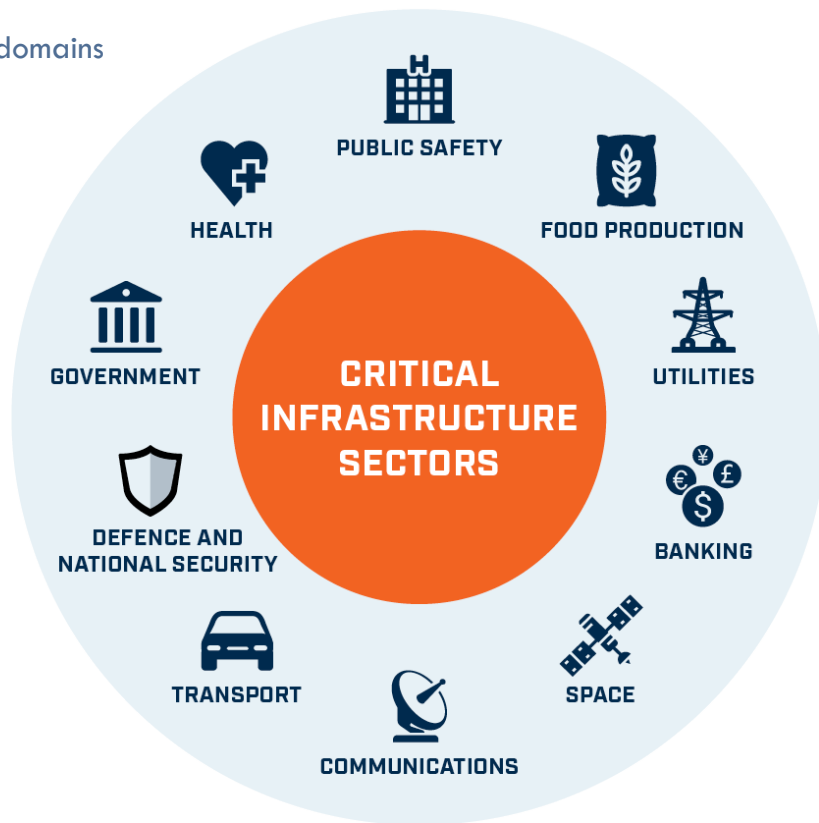 domains
H
PUBLIC SAFETY
HEALTH
FOOD PRODUCTION
GOVERNMENT
UTILITIES
CRITICAL
INFRASTRUCTURE
SECTORS
¥
€
£
$
DEFENCE AND
NATIONAL SECURITY
BANKING
TRANSPORT
SPACE
COMMUNICATIONS